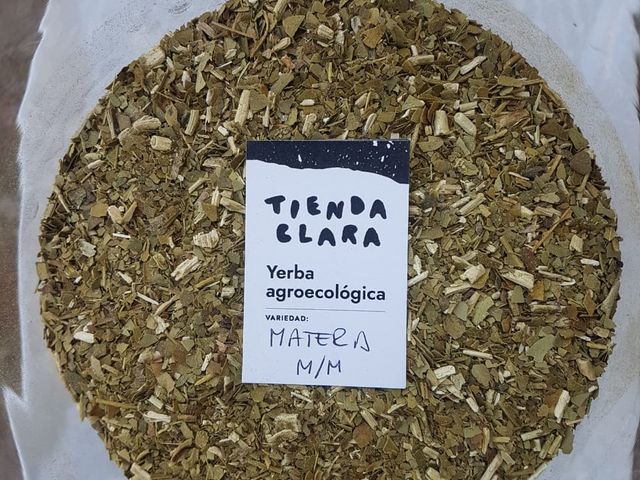 TIENDA
CLARA
Yerba
agroecológica
VARIEDAD:
MATERA
M/M